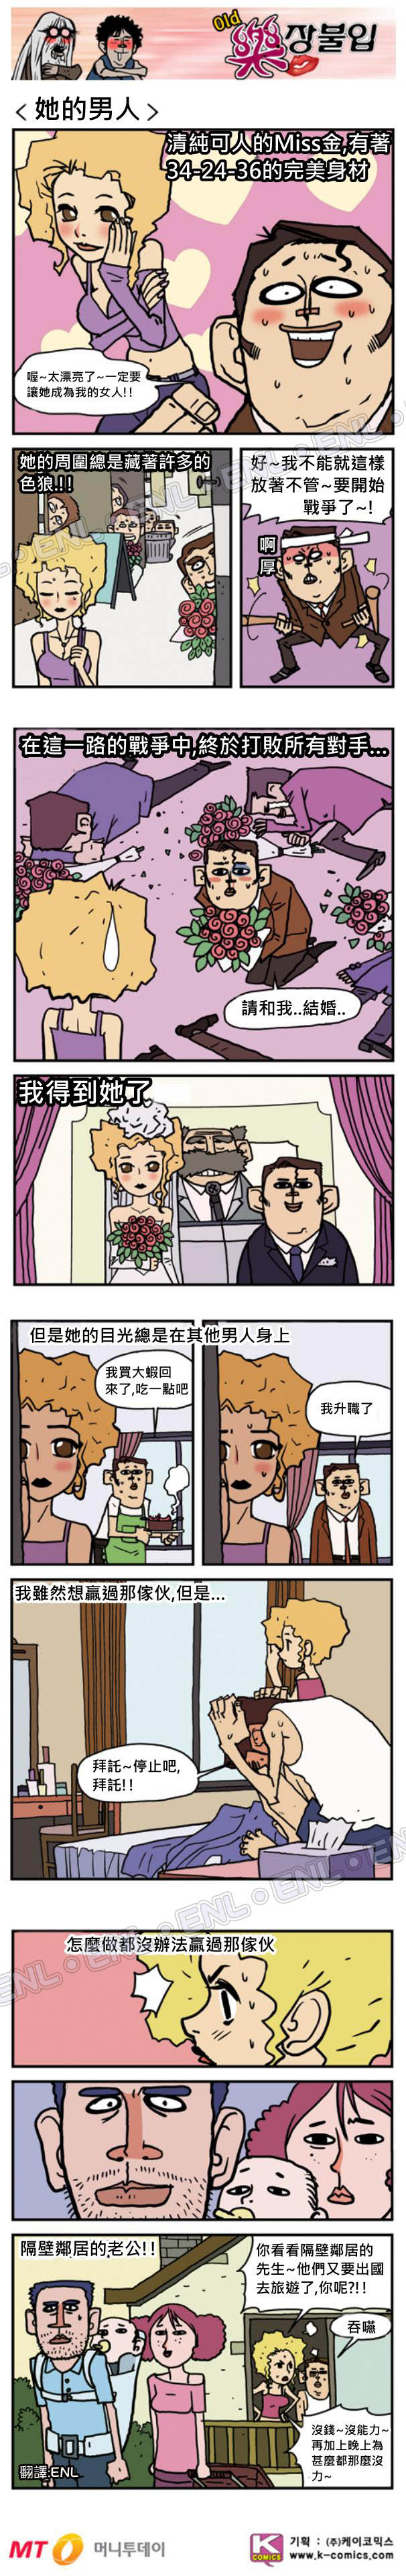 Old
樂장불입
<她的男人>
清純可人的Miss金,有著
34-24-36的完美身材
喔~太漂亮了~一定要
讓她成為我的女人!!
她的周圍總是藏著許多的
色狼.!!
好~我不能就這樣
放著不管~要開始
戰爭了~!
啊
厚
在這一路的戰爭中,終於打敗所有對手...
請和我..結婚..
我得到她了
但是她的目光總是在其他男人身上
我買大蝦回
來了,吃一點吧
我升職了
我雖然想贏過那傢伙,但是...
拜託~停止吧,
拜託!!
怎麼做都沒辦法贏過那傢伙
隔壁鄰居的老公!!
你看看隔壁鄰居的
先生~他們又要出國
去旅遊了,你呢?!!
吞嚥
沒錢~沒能力~
再加上晚上為
甚麼都那麼沒
力~
翻譯:ENL
MT 머니투데이
K COMICS
기획 : (주)케이코믹스
www.k-comics.com
ENL•ENL•ENL
ENL•ENL•ENL